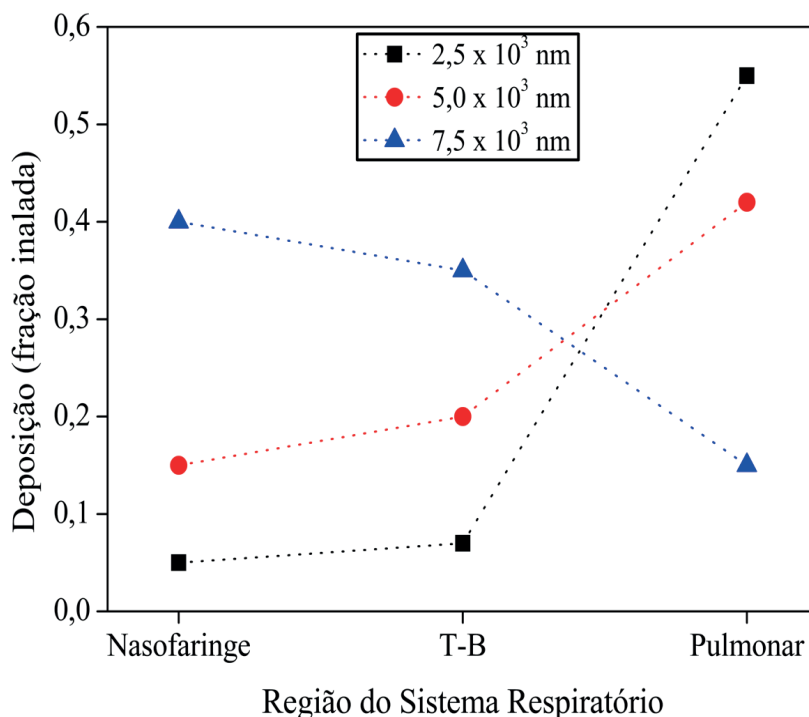 0,6
2,5 x 10³ nm
5,0 x 10³ nm
7,5 x 10³ nm
0,5
0,4
0,3
0,2
0,1
0,0
Deposição (fração inalada)
Nasofaringe T-B Pulmonar
Região do Sistema Respiratório